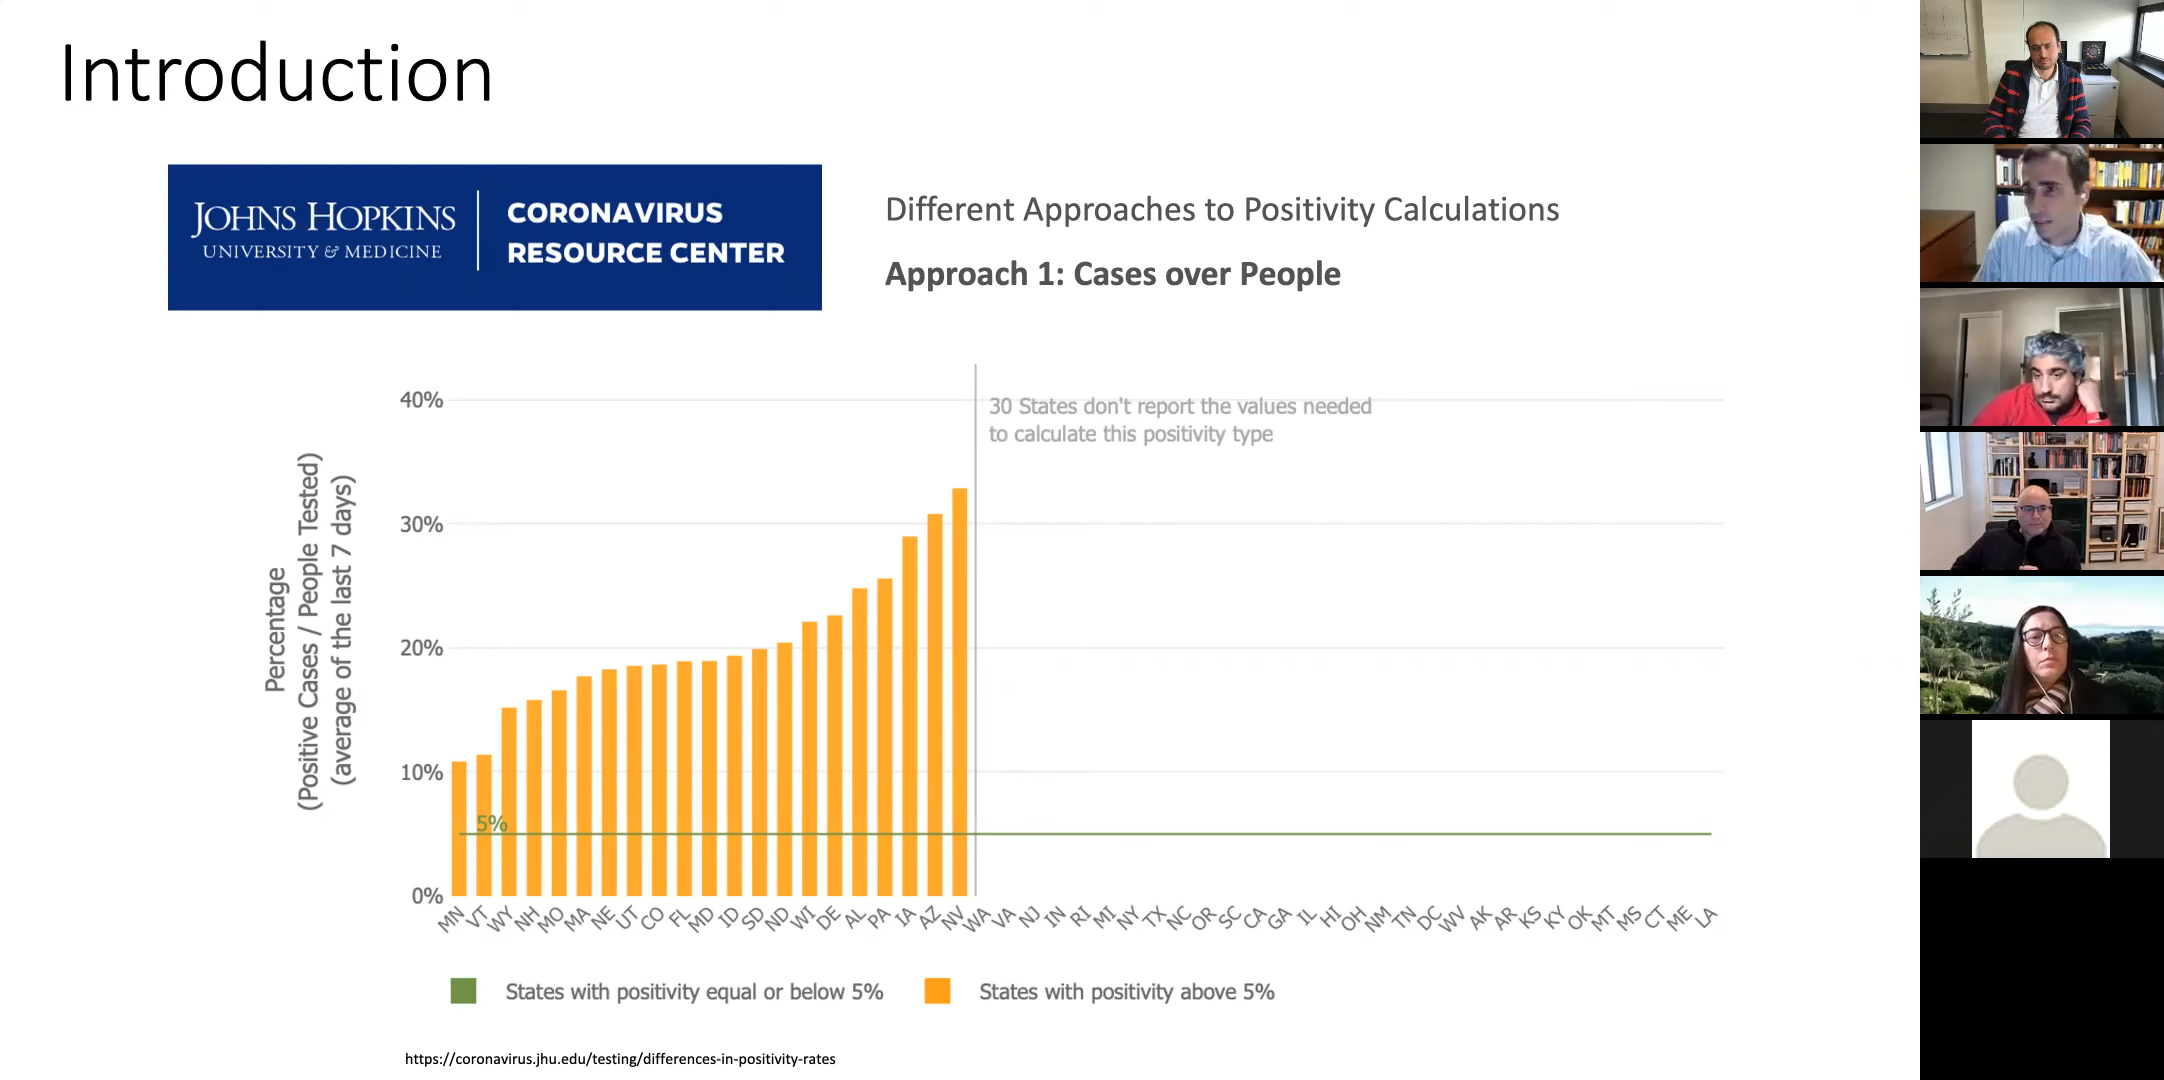 Introduction
JOHNS HOPKINS
UNIVERSITY & MEDICINE
CORONAVIRUS
RESOURCE CENTER
Different Approaches to Positivity Calculations
Approach 1: Cases over People
Percentage
(Positive Cases / People Tested)
(average of the last 7 days)
40%
30%
20%
10%
0%
5%
30 States don't report the values needed
to calculate this positivity type
MN VT WY NH MO MA NE UT CO FL MD ID SD ND WI DE AL PA IA AZ NV WA VA NJ IN RI MI NY TX NC OR SC CA GA IL HI OH NM TN DC WV AK AR KS KY OK MT MS CT ME LA
States with positivity equal or below 5%
States with positivity above 5%
https://coronavirus.jhu.edu/testing/differences-in-positivity-rates